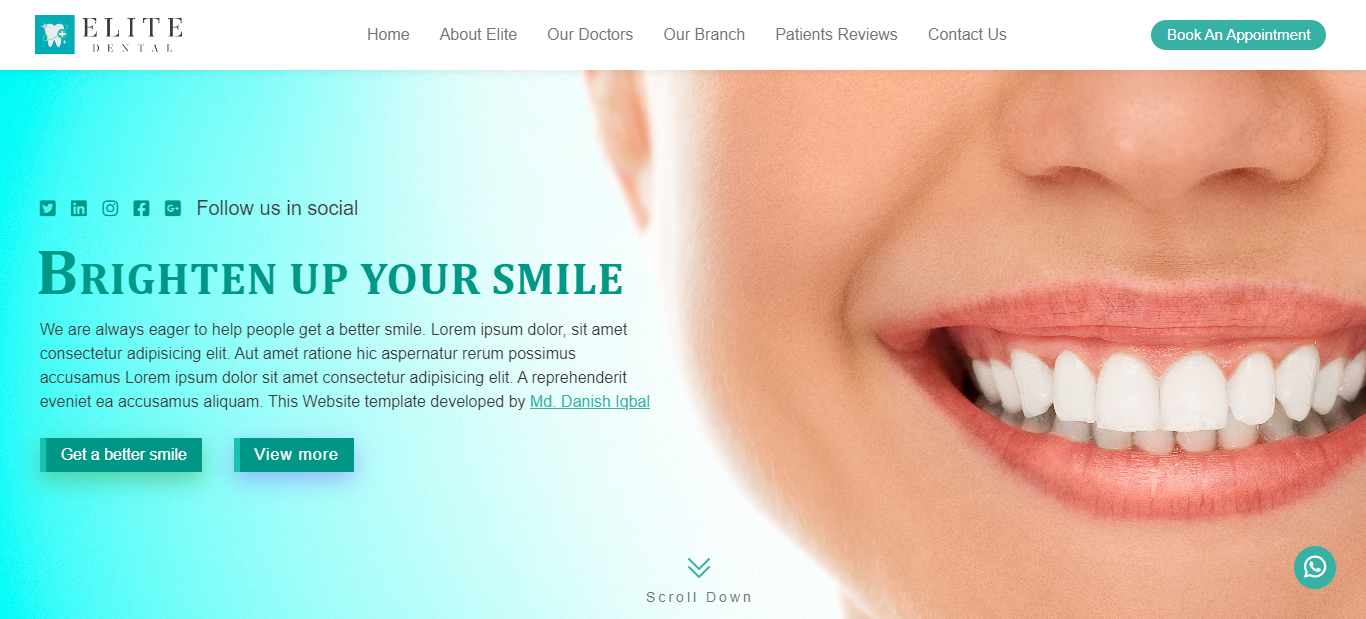 ELITE
DENTAL
Home About Elite Our Doctors Our Branch Patients Reviews Contact Us
Book An Appointment
Follow us in social
BRIGHTEN UP YOUR SMILE
We are always eager to help people get a better smile. Lorem ipsum dolor, sit amet
consectetur adipisicing elit. Aut amet ratione hic aspernatur rerum possimus
accusamus Lorem ipsum dolor sit amet consectetur adipisicing elit. A reprehenderit
eveniet ea accusamus aliquam. This Website template developed by Md. Danish Iqbal
Get a better smile View more
Scroll Down